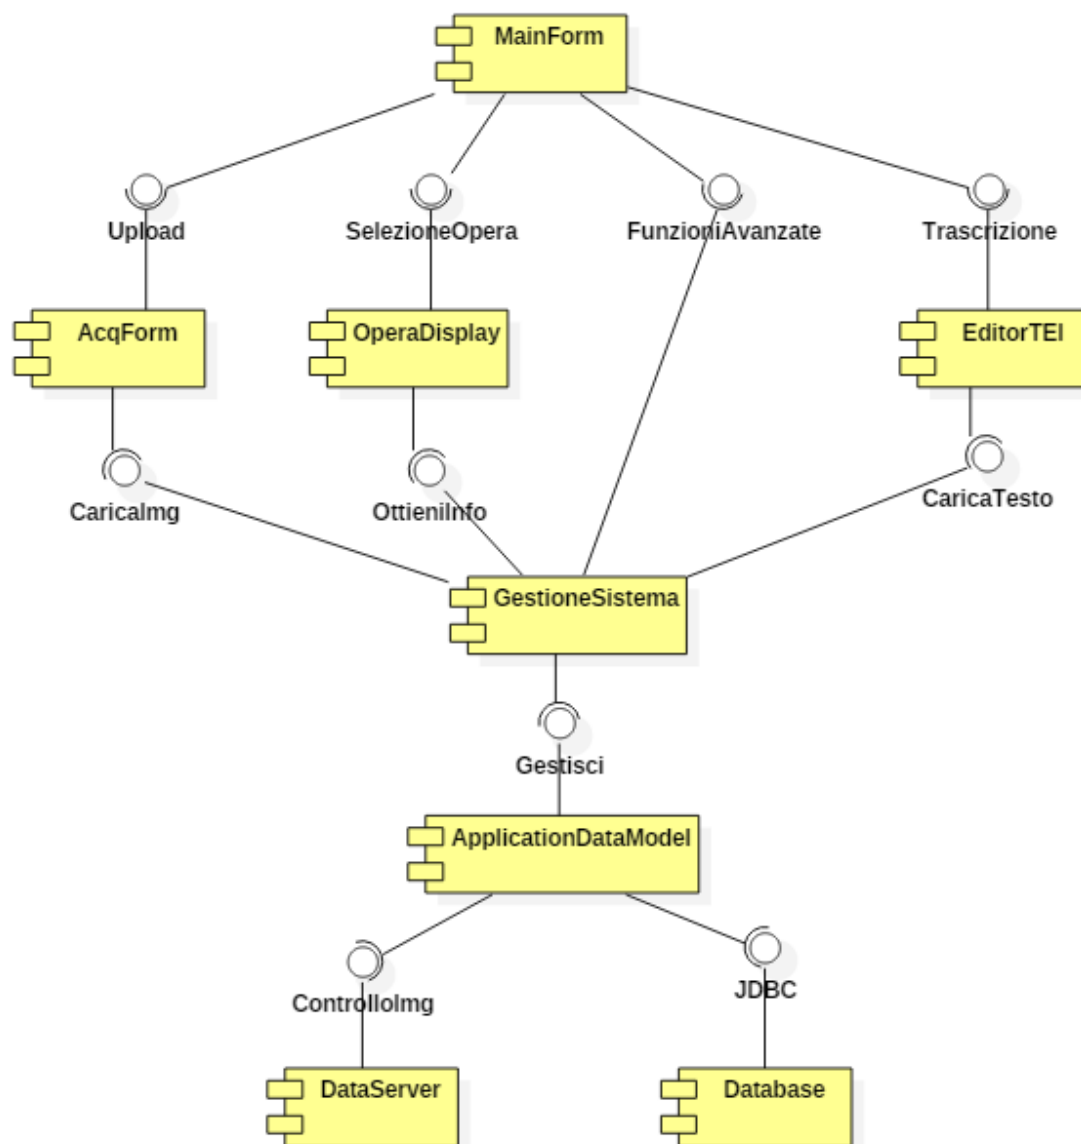 MainForm
Upload
SelezioneOpera
FunzioniAvanzate
Trascrizione
AcqForm
OperaDisplay
EditorTEI
CaricaImg
OttieniInfo
CaricaTesto
GestioneSistema
Gestisci
ApplicationDataModel
ControlloImg
JDBC
DataServer
Database